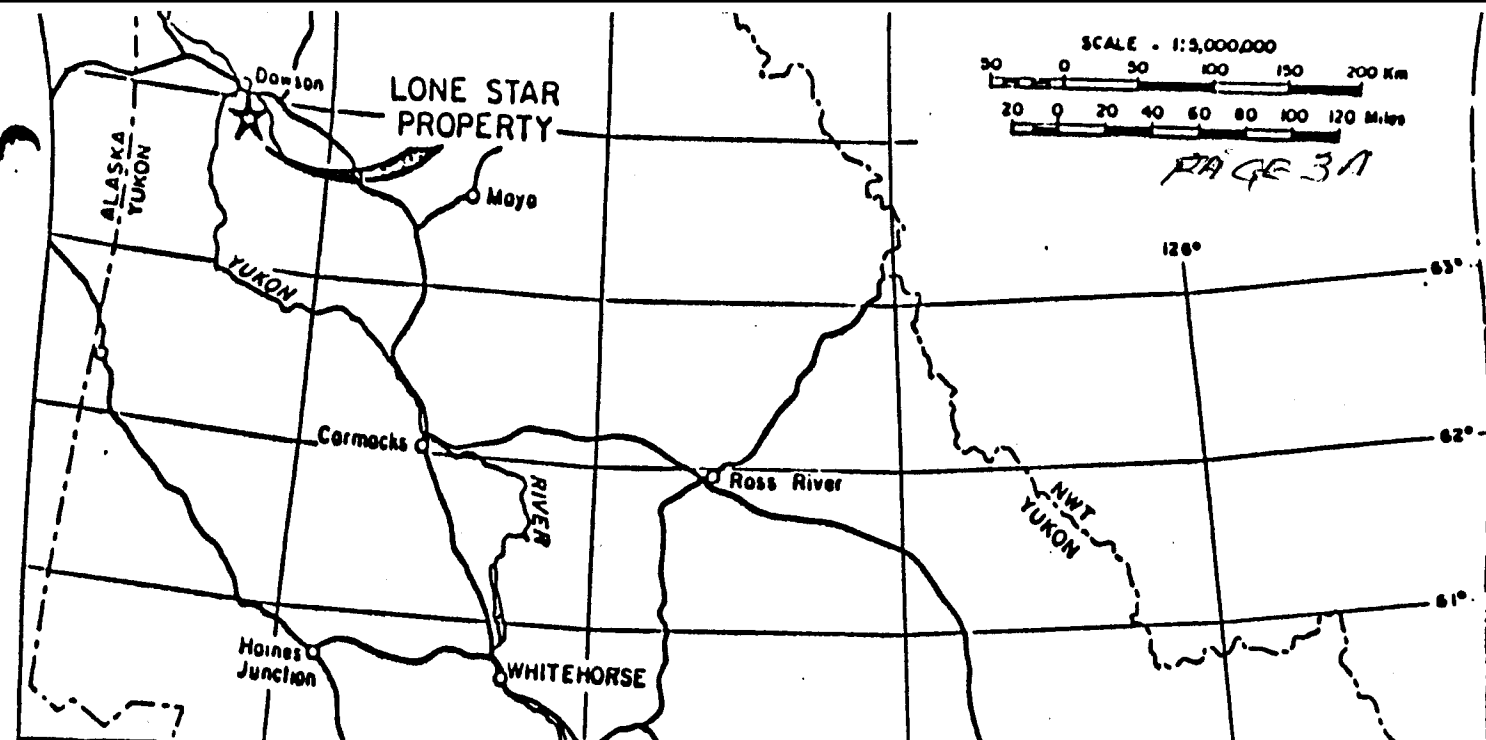 SCALE - 1:5,000,000
50 0 50 100 150 200 Km
20 0 20 40 60 80 100 120 Miles
PAGE 3A
Dawson
LONE STAR
PROPERTY
ALASKA
YUKON
Mayo
126°
63°
YUKON
Carmacks
62°
Ross River
RIVER
NWT
YUKON
61°
Haines
Junction
WHITEHORSE